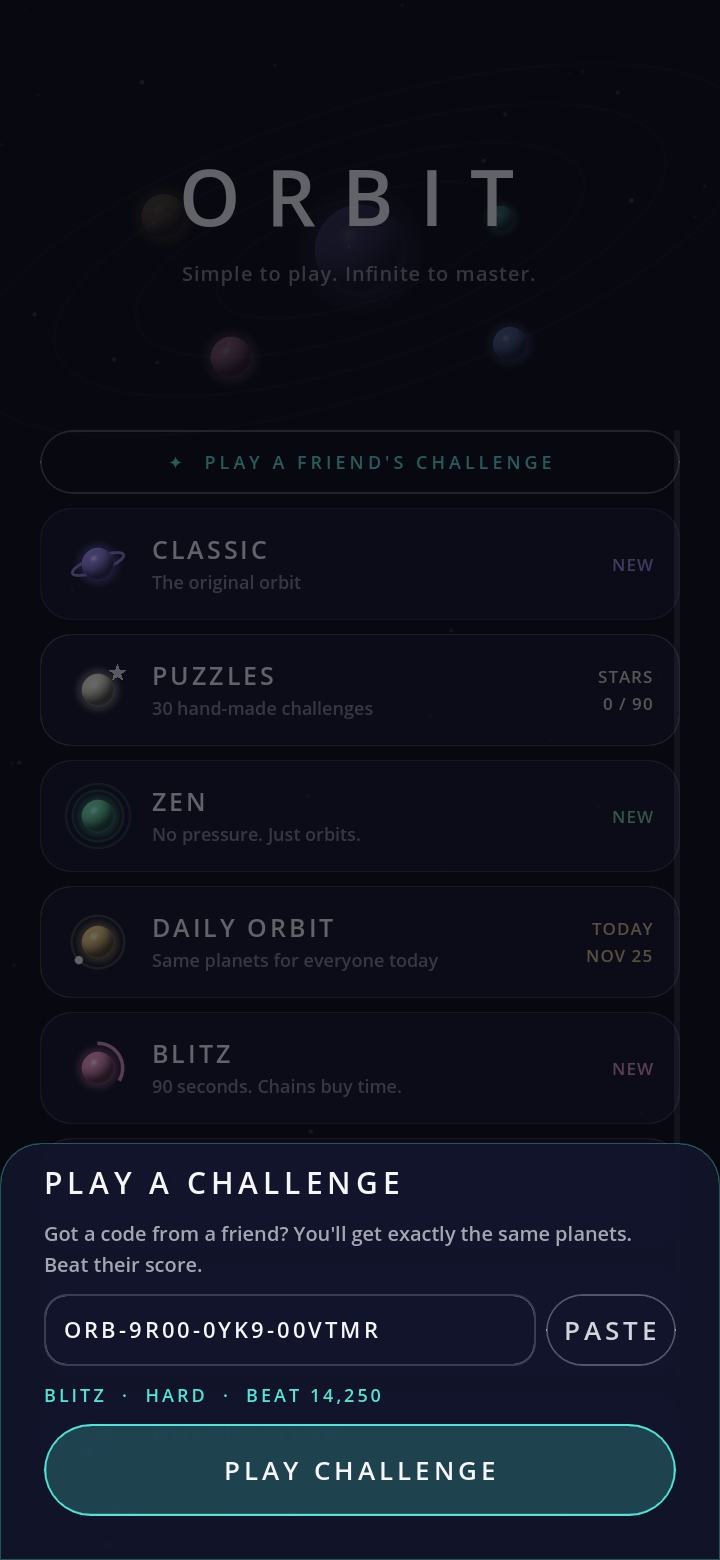 ORBIT
Simple to play. Infinite to master.
✦ PLAY A FRIEND'S CHALLENGE
CLASSIC
The original orbit
NEW
PUZZLES
30 hand-made challenges
STARS
0 / 90
ZEN
No pressure. Just orbits.
NEW
DAILY ORBIT
Same planets for everyone today
TODAY
NOV 25
BLITZ
90 seconds. Chains buy time.
NEW
PLAY A CHALLENGE
Got a code from a friend? You'll get exactly the same planets.
Beat their score.
ORB-9R00-0YK9-00VTMR
PASTE
BLITZ · HARD · BEAT 14,250
PLAY CHALLENGE